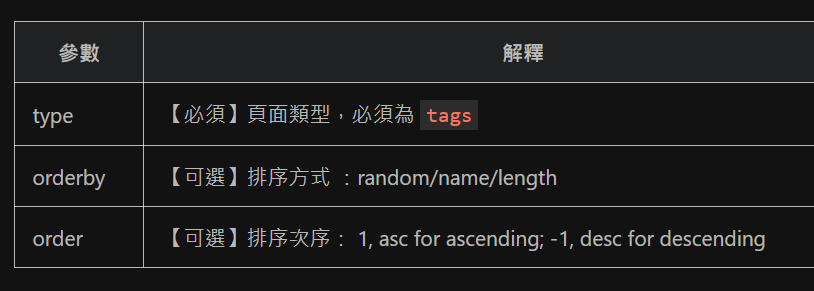 參數 解釋
type 【必須】頁面類型，必須為 tags
orderby 【可選】排序方式 ：random/name/length
order 【可選】排序次序： 1, asc for ascending; -1, desc for descending